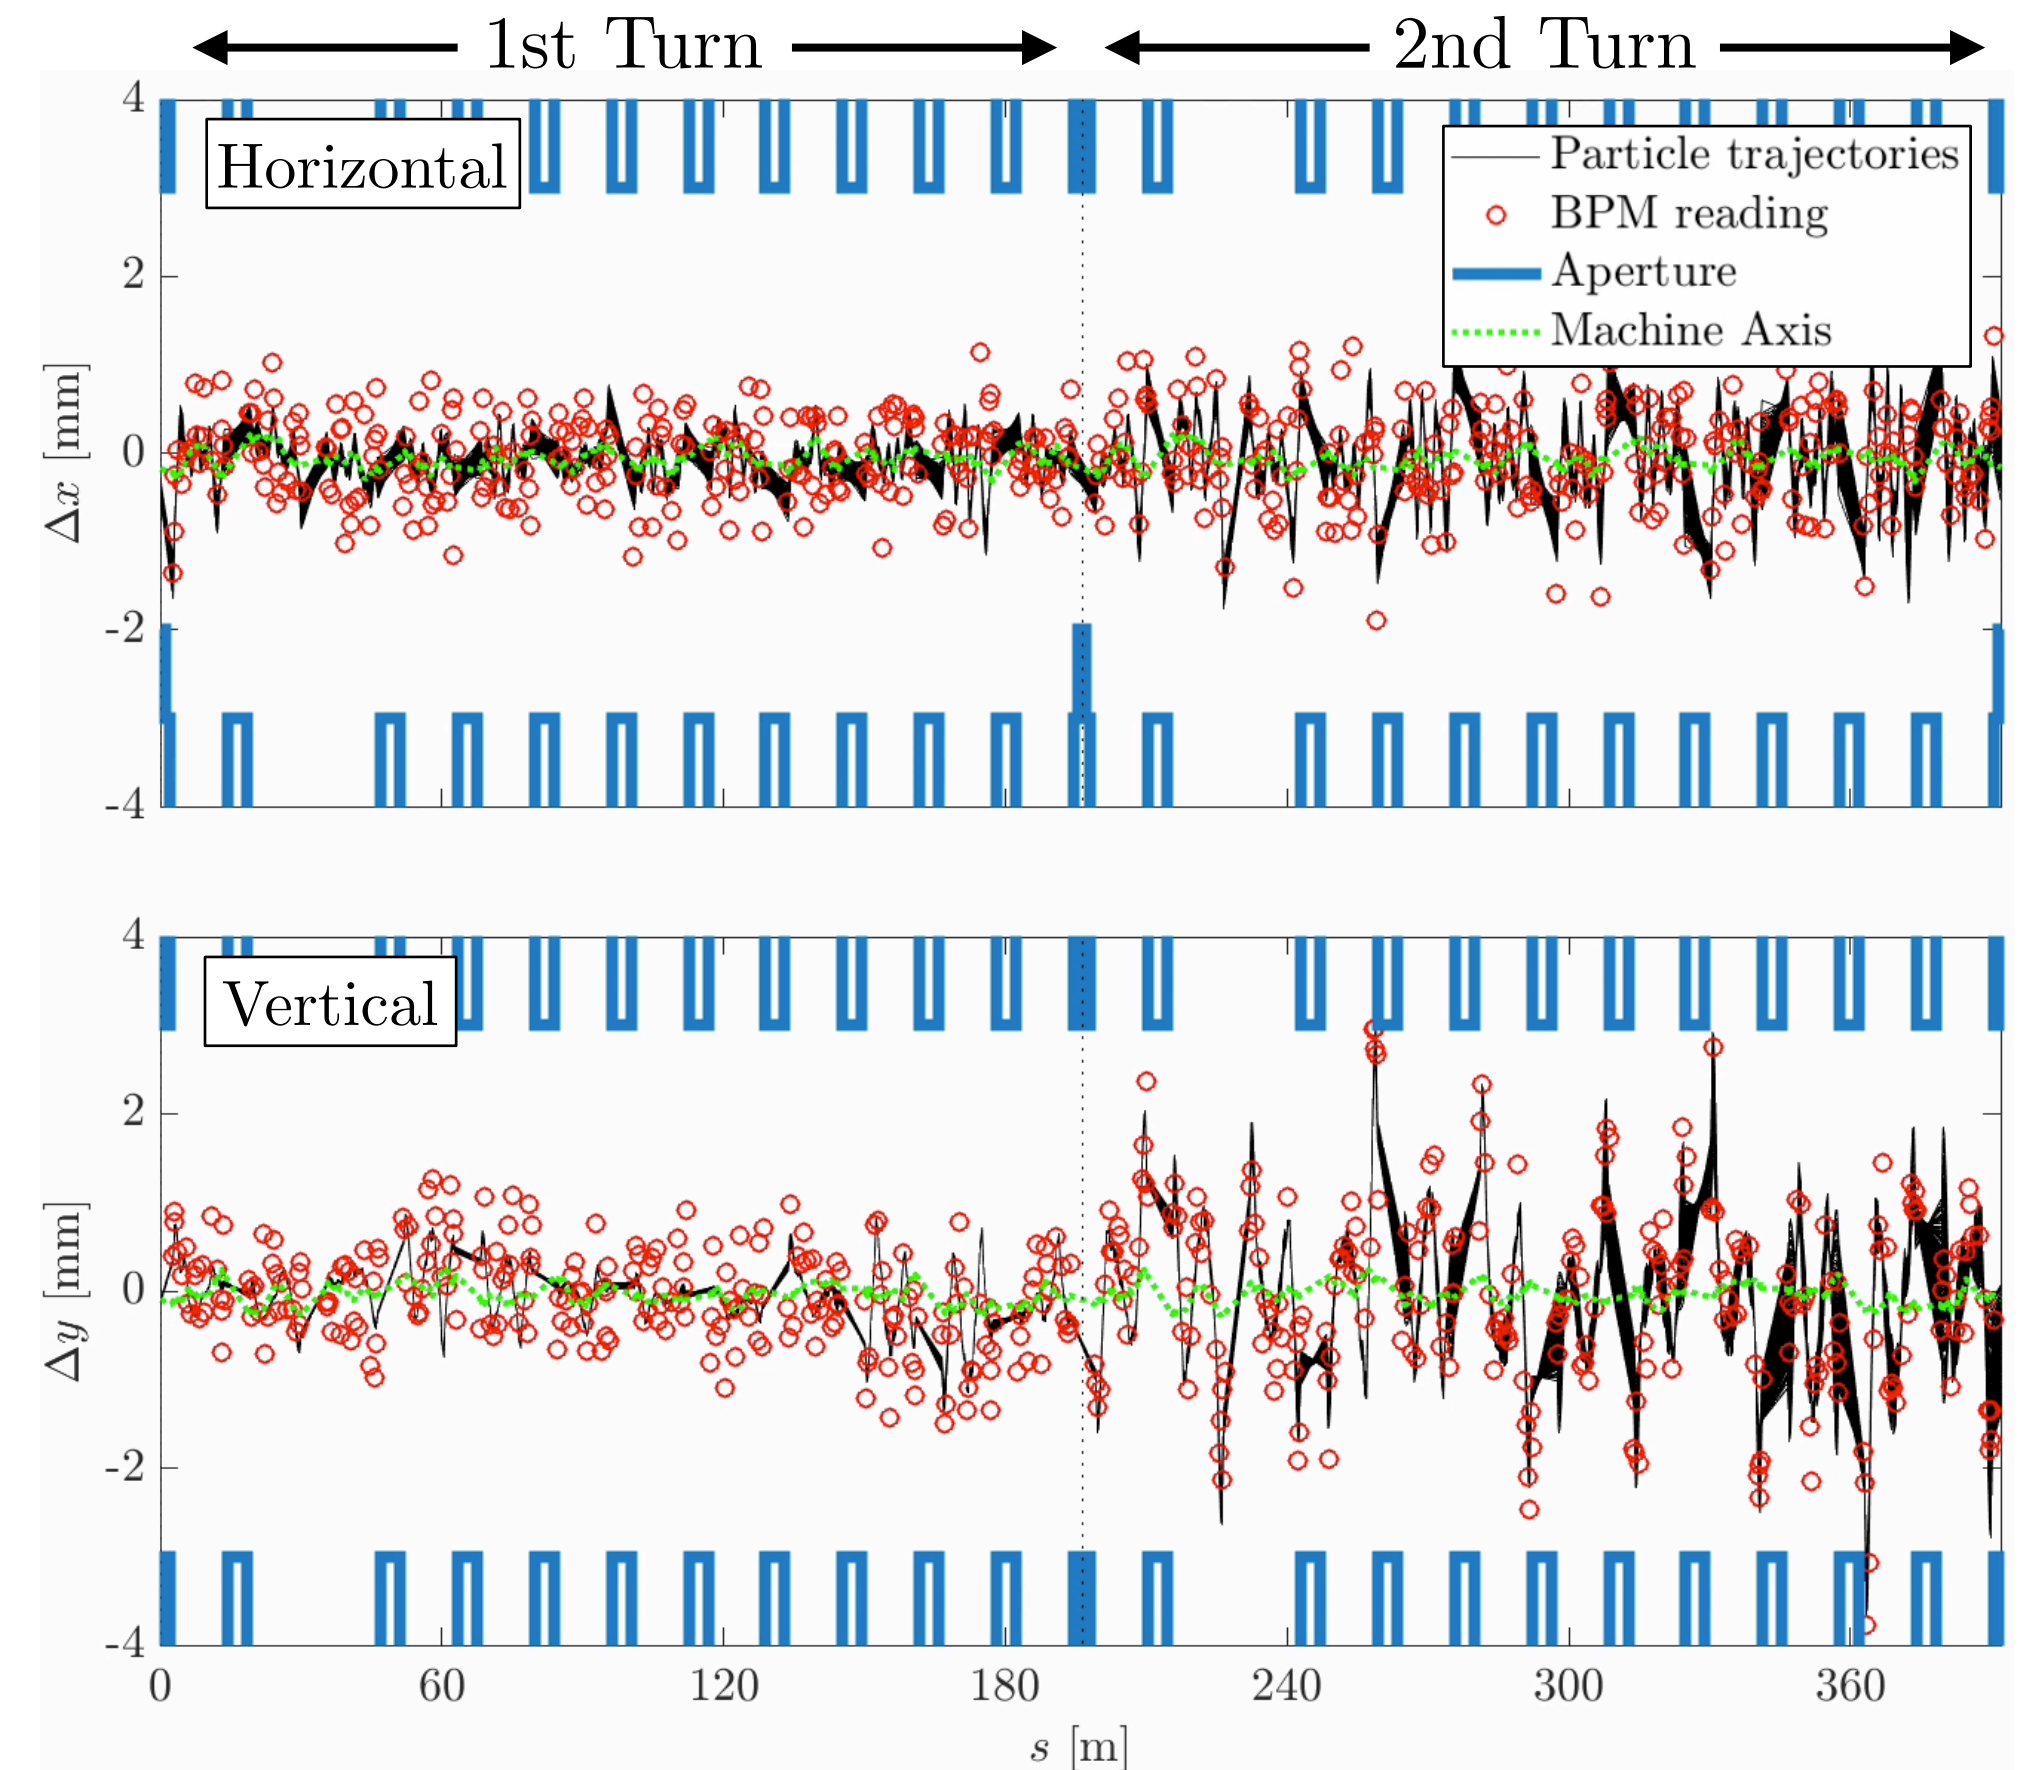 1st Turn 2nd Turn
4
Horizontal
Particle trajectories
BPM reading
Aperture
Machine Axis
2
0
-2
-4
Δx [mm]
4
Vertical
2
0
-2
-4
Δy [mm]
0 60 120 180 240 300 360
s [m]